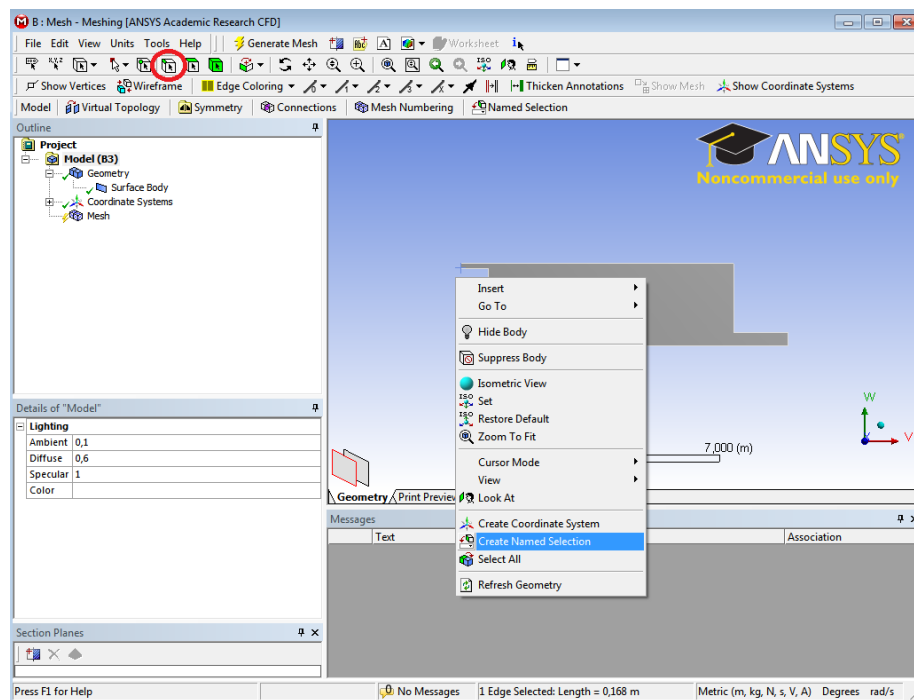 B : Mesh - Meshing [ANSYS Academic Research CFD]
File Edit View Units Tools Help Generate Mesh Worksheet
Show Vertices Wireframe Edge Coloring Thicken Annotations Show Mesh Show Coordinate Systems
Model Virtual Topology Symmetry Connections Mesh Numbering Named Selection
Outline
Project
Model (B3)
Geometry
Surface Body
Coordinate Systems
Mesh
ANSYS
Noncommercial use only
Insert
Go To
Hide Body
Suppress Body
Isometric View
ISO Set
ISO Restore Default
Zoom To Fit
Cursor Mode
View
Look At
Create Coordinate System
Create Named Selection
Select All
Refresh Geometry
W
V
7,000 (m)
Geometry Print Preview
Details of "Model"
Lighting
Ambient 0,1
Diffuse 0,6
Specular 1
Color
Messages
Text Association
Section Planes
Press F1 for Help No Messages 1 Edge Selected: Length = 0,168 m Metric (m, kg, N, s, V, A) Degrees rad/s